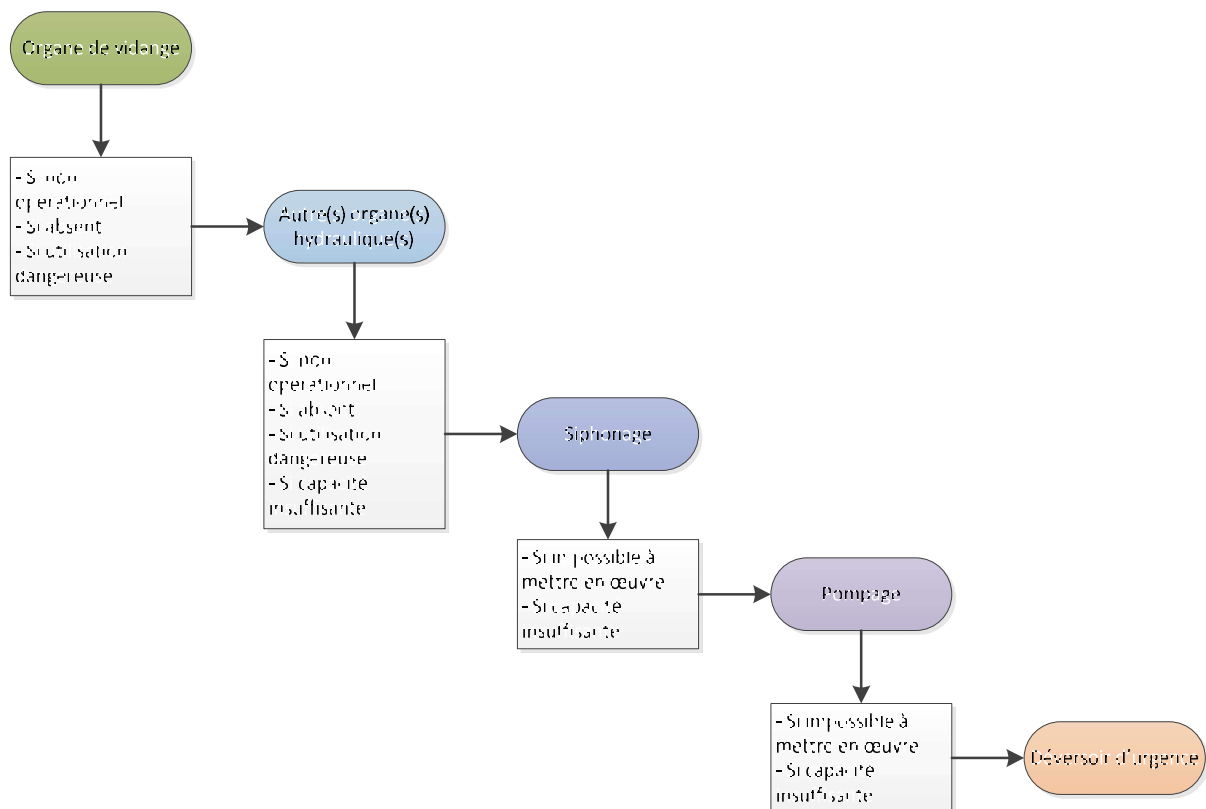 Organe de vidange
- Si non
opérationnel
- Si absent
- Si utilisation
dangereuse
Autre(s) organe(s)
hydraulique(s)
- Si non
opérationnel
- Si absent
- Si utilisation
dangereuse
- Si capacité
insuffisante
Siphonage
- Si impossible à
mettre en œuvre
- Si capacité
insuffisante
Pompage
- Si impossible à
mettre en œuvre
- Si capacité
insuffisante
Déversoir d'urgence